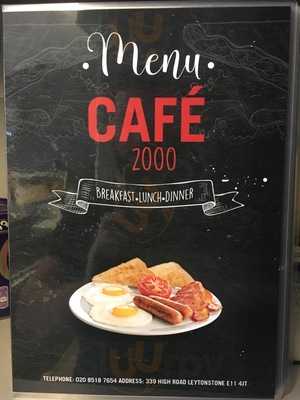 Menu
CAFÉ
2000
BREAKFAST•LUNCH•DINNER
TELEPHONE: 020 8518 7654 ADDRESS: 339 HIGH ROAD LEYTONSTONE E11 4JT